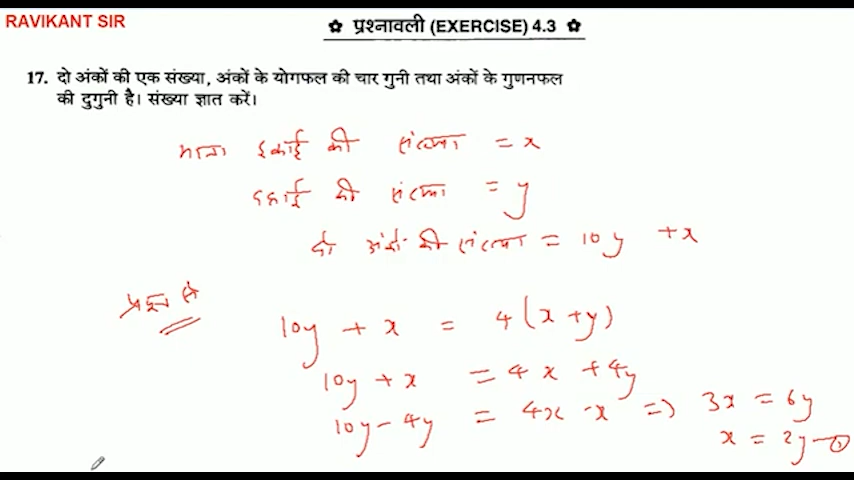 RAVIKANT SIR
✿ प्रश्नावली (EXERCISE) 4.3 ✿
17. दो अंकों की एक संख्या, अंकों के योगफल की चार गुनी तथा अंकों के गुणनफल
की दुगुनी है। संख्या ज्ञात करें।
माना इकाई की संख्या = x
दहाई की संख्या = y
दो अंको की संख्या = 10y + x
प्रश्न से
10y + x = 4(x + y)
10y + x = 4x + 4y
10y - 4y = 4x - x => 3x = 6y
x = 2y - ①